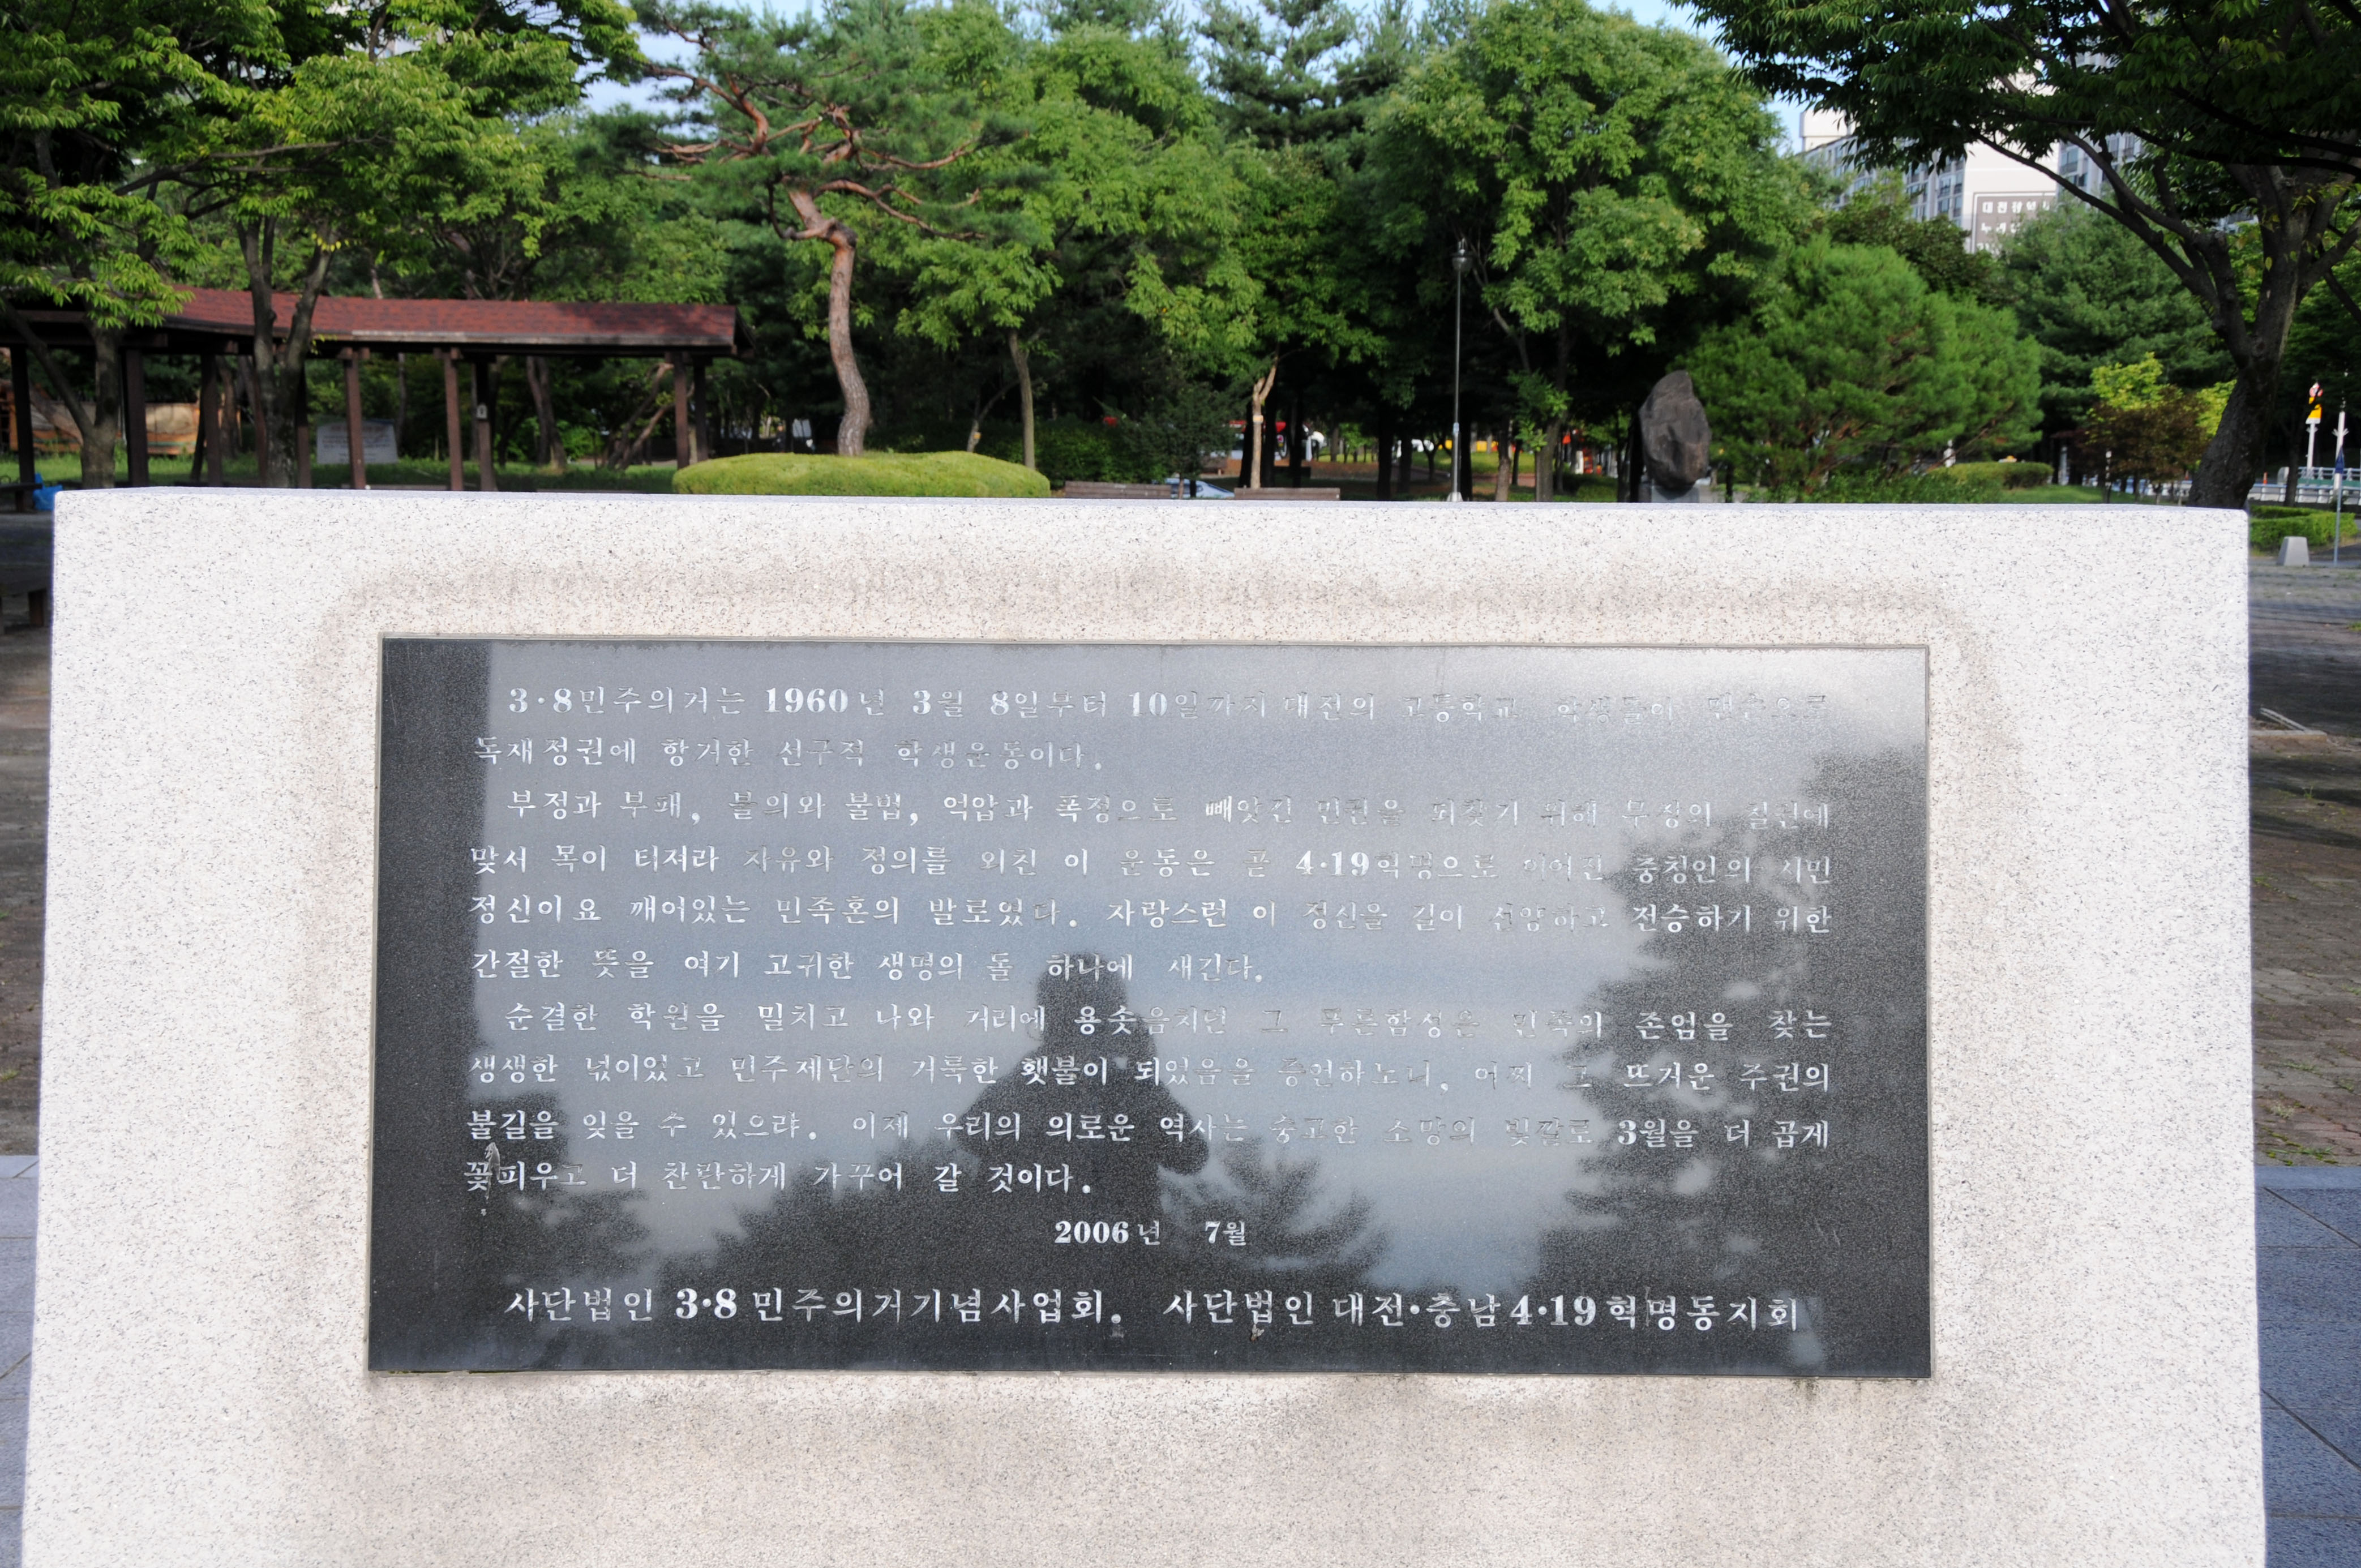 대전
3·8민주의거는 1960년 3월 8일부터 10일까지 대전의 고등학교 학생들이 맨손으로
독재정권에 항거한 선구적 학생운동이다.
부정과 부패, 불의와 불법, 억압과 폭정으로 빼앗긴 민권을 되찾기 위해 무장의
맞서 목이 터져라 자유와 정의를 외친 이 운동은 곧 4·19혁명으로 이어진 충청인의 시민
정신이요 깨어있는 민족혼의 발로였다. 자랑스런 이 정신을 길이 선양하고 전승하기 위한
간절한 뜻을 여기 고귀한 생명의 돌 하나에 새긴다.
순결한 학원을 밀치고 나와 거리에 용솟음치던 그 푸른함성은 민족의 존엄을 찾는
생생한 넋이었고 민주제단의 거룩한 횃불이 되었음을 증언하노니, 어찌 그 뜨거운 주권의
불길을 잊을 수 있으랴. 이제 우리의 의로운 역사는 숭고한 소망의 빛깔로 3월을 더 곱게
꽃피우고 더 찬란하게 가꾸어 갈 것이다.
2006년 7월
사단법인 3·8민주의거기념사업회. 사단법인 대전·충남4·19혁명동지회